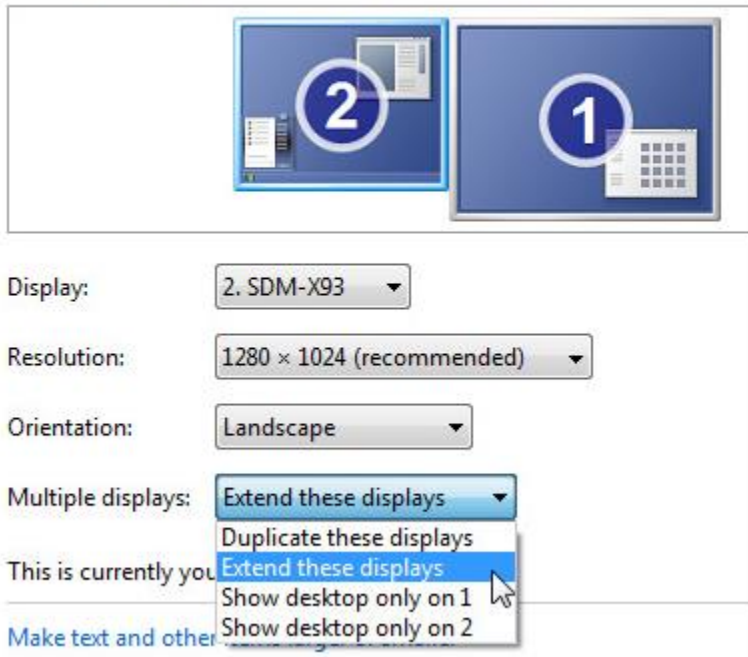 2 1
Display: 2. SDM-X93
Resolution: 1280 × 1024 (recommended)
Orientation: Landscape
Multiple displays: Extend these displays
Duplicate these displays
This is currently
Extend these displays
Show desktop only on 1
Show desktop only on 2
Make text and other